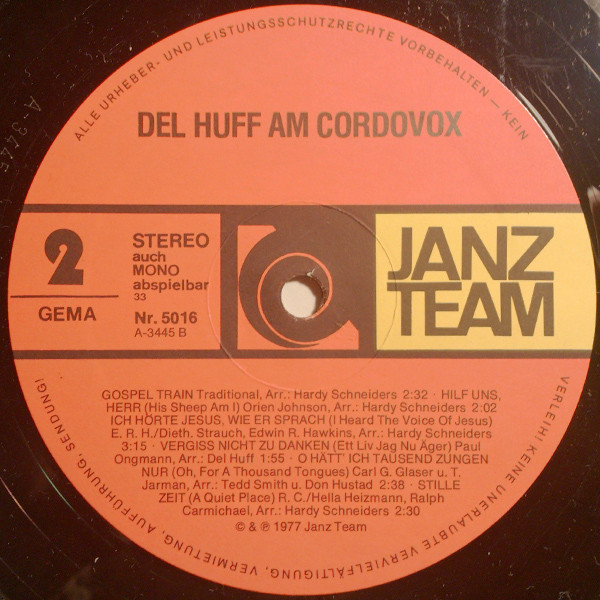 ALLE URHEBER- UND LEISTUNGSSCHUTZRECHTE VORBEHALTEN — KEIN
VERLEIH! KEINE UNERLAUBTE VERVIELFÄLTIGUNG, VERMIETUNG, AUFFÜHRUNG, SENDUNG!
A-3445
DEL HUFF AM CORDOVOX
2
GEMA
STEREO
auch
MONO
abspielbar
33
Nr. 5016
A-3445 B
JANZ
TEAM
GOSPEL TRAIN Traditional, Arr.: Hardy Schneiders 2:32 · HILF UNS,
HERR (His Sheep Am I) Orien Johnson, Arr.: Hardy Schneiders 2:02
ICH HÖRTE JESUS, WIE ER SPRACH (I Heard The Voice Of Jesus)
E. R. H./Dieth. Strauch, Edwin R. Hawkins, Arr.: Hardy Schneiders
3:15 · VERGISS NICHT ZU DANKEN (Ett Liv Jag Nu Äger) Paul
Ongmann, Arr.: Del Huff 1:55 · O HÄTT' ICH TAUSEND ZUNGEN
NUR (Oh, For A Thousand Tongues) Carl G. Glaser u. T.
Jarman, Arr.: Tedd Smith u. Don Hustad 2:38 · STILLE
ZEIT (A Quiet Place) R. C./Hella Heizmann, Ralph
Carmichael, Arr.: Hardy Schneiders 2:30
© & ℗ 1977 Janz Team